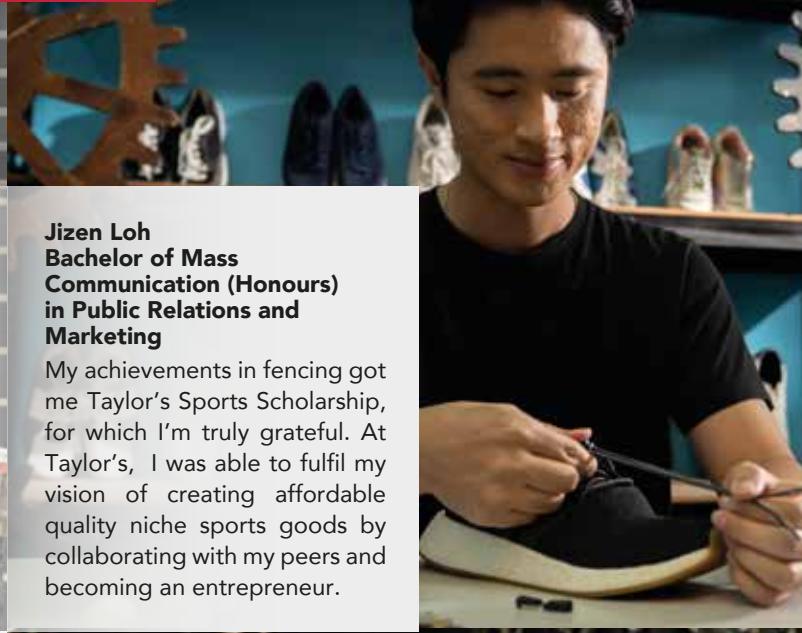 Jizen Loh
Bachelor of Mass
Communication (Honours)
in Public Relations and
Marketing
My achievements in fencing got
me Taylor's Sports Scholarship,
for which I'm truly grateful. At
Taylor's, I was able to fulfil my
vision of creating affordable
quality niche sports goods by
collaborating with my peers and
becoming an entrepreneur.